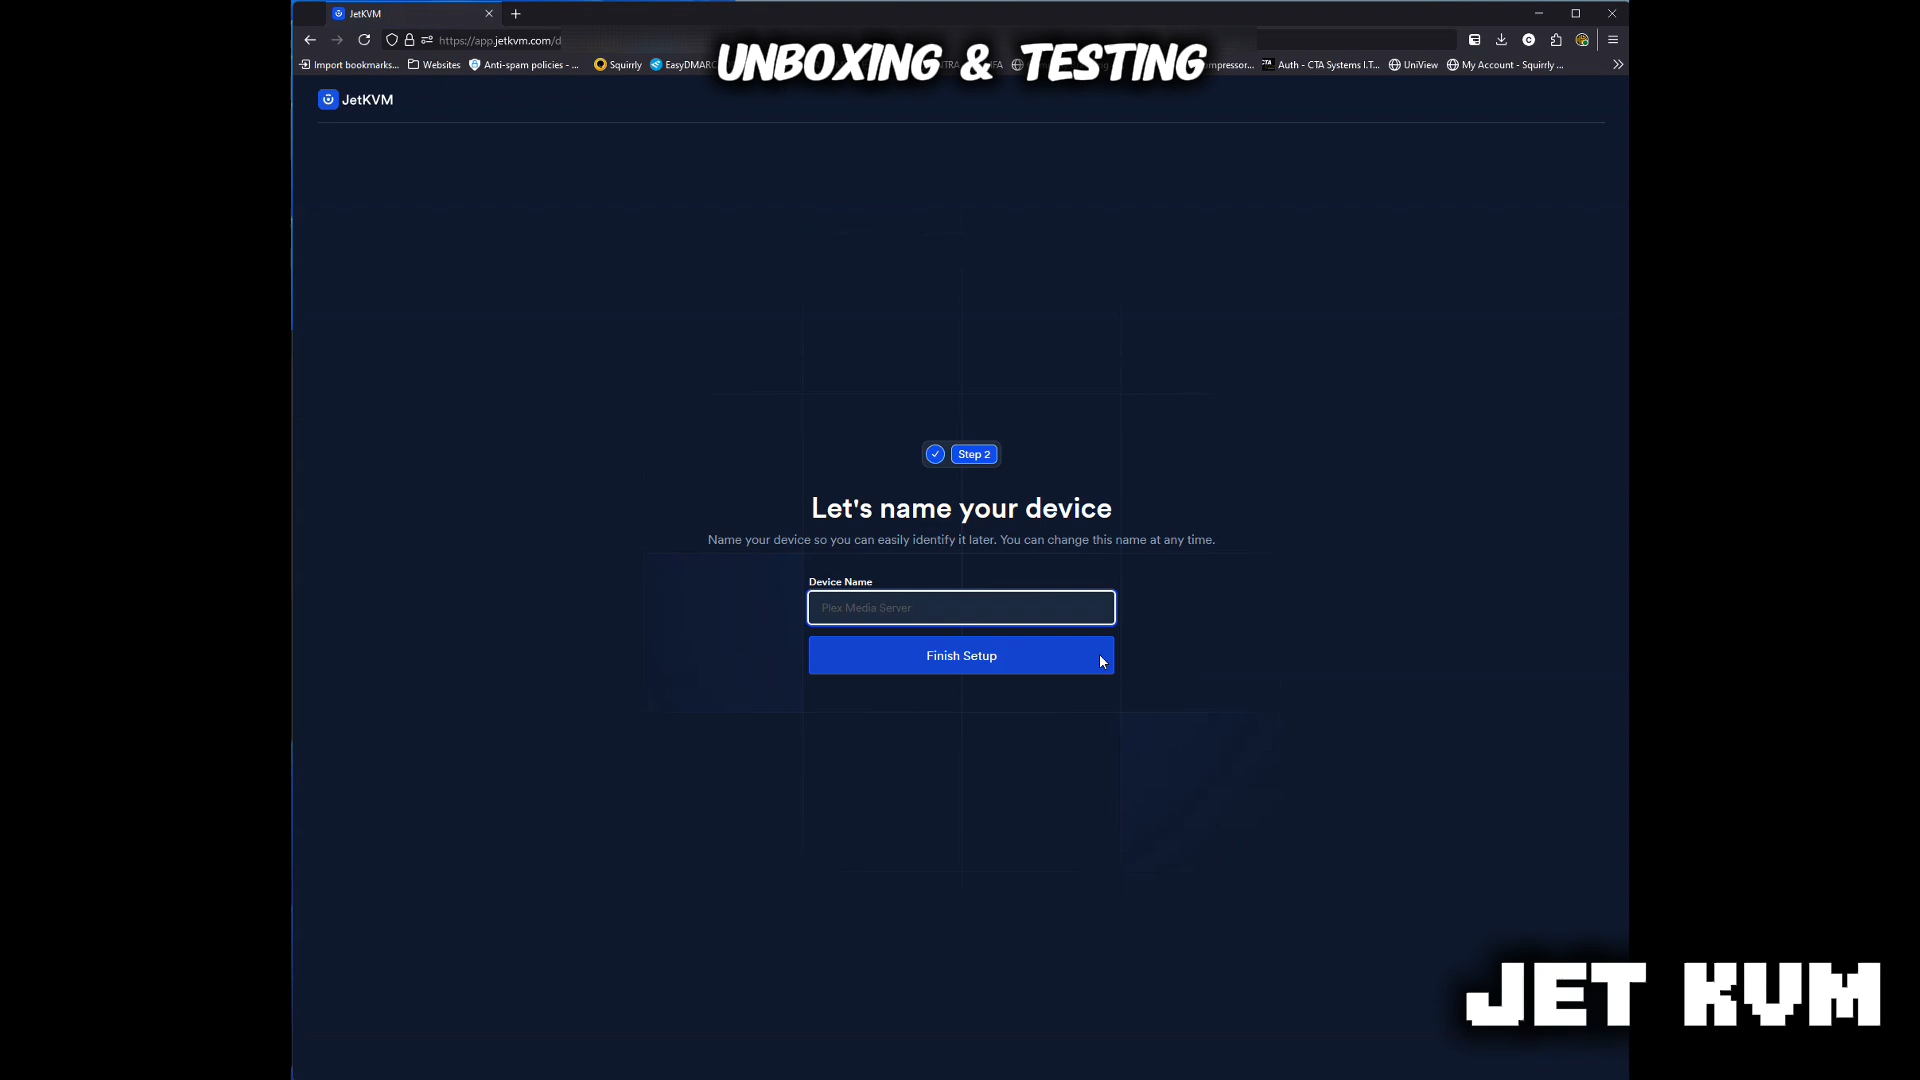 JetKVM
https://app.jetkvm.com/d
UNBOXING & TESTING
Import bookmarks... Websites Anti-spam policies - ... Squirrly EasyDMARC Auth - CTA Systems I.T... UniView My Account - Squirrly ...
JetKVM
Step 2
Let's name your device
Name your device so you can easily identify it later. You can change this name at any time.
Device Name
Plex Media Server
Finish Setup
JET KVM